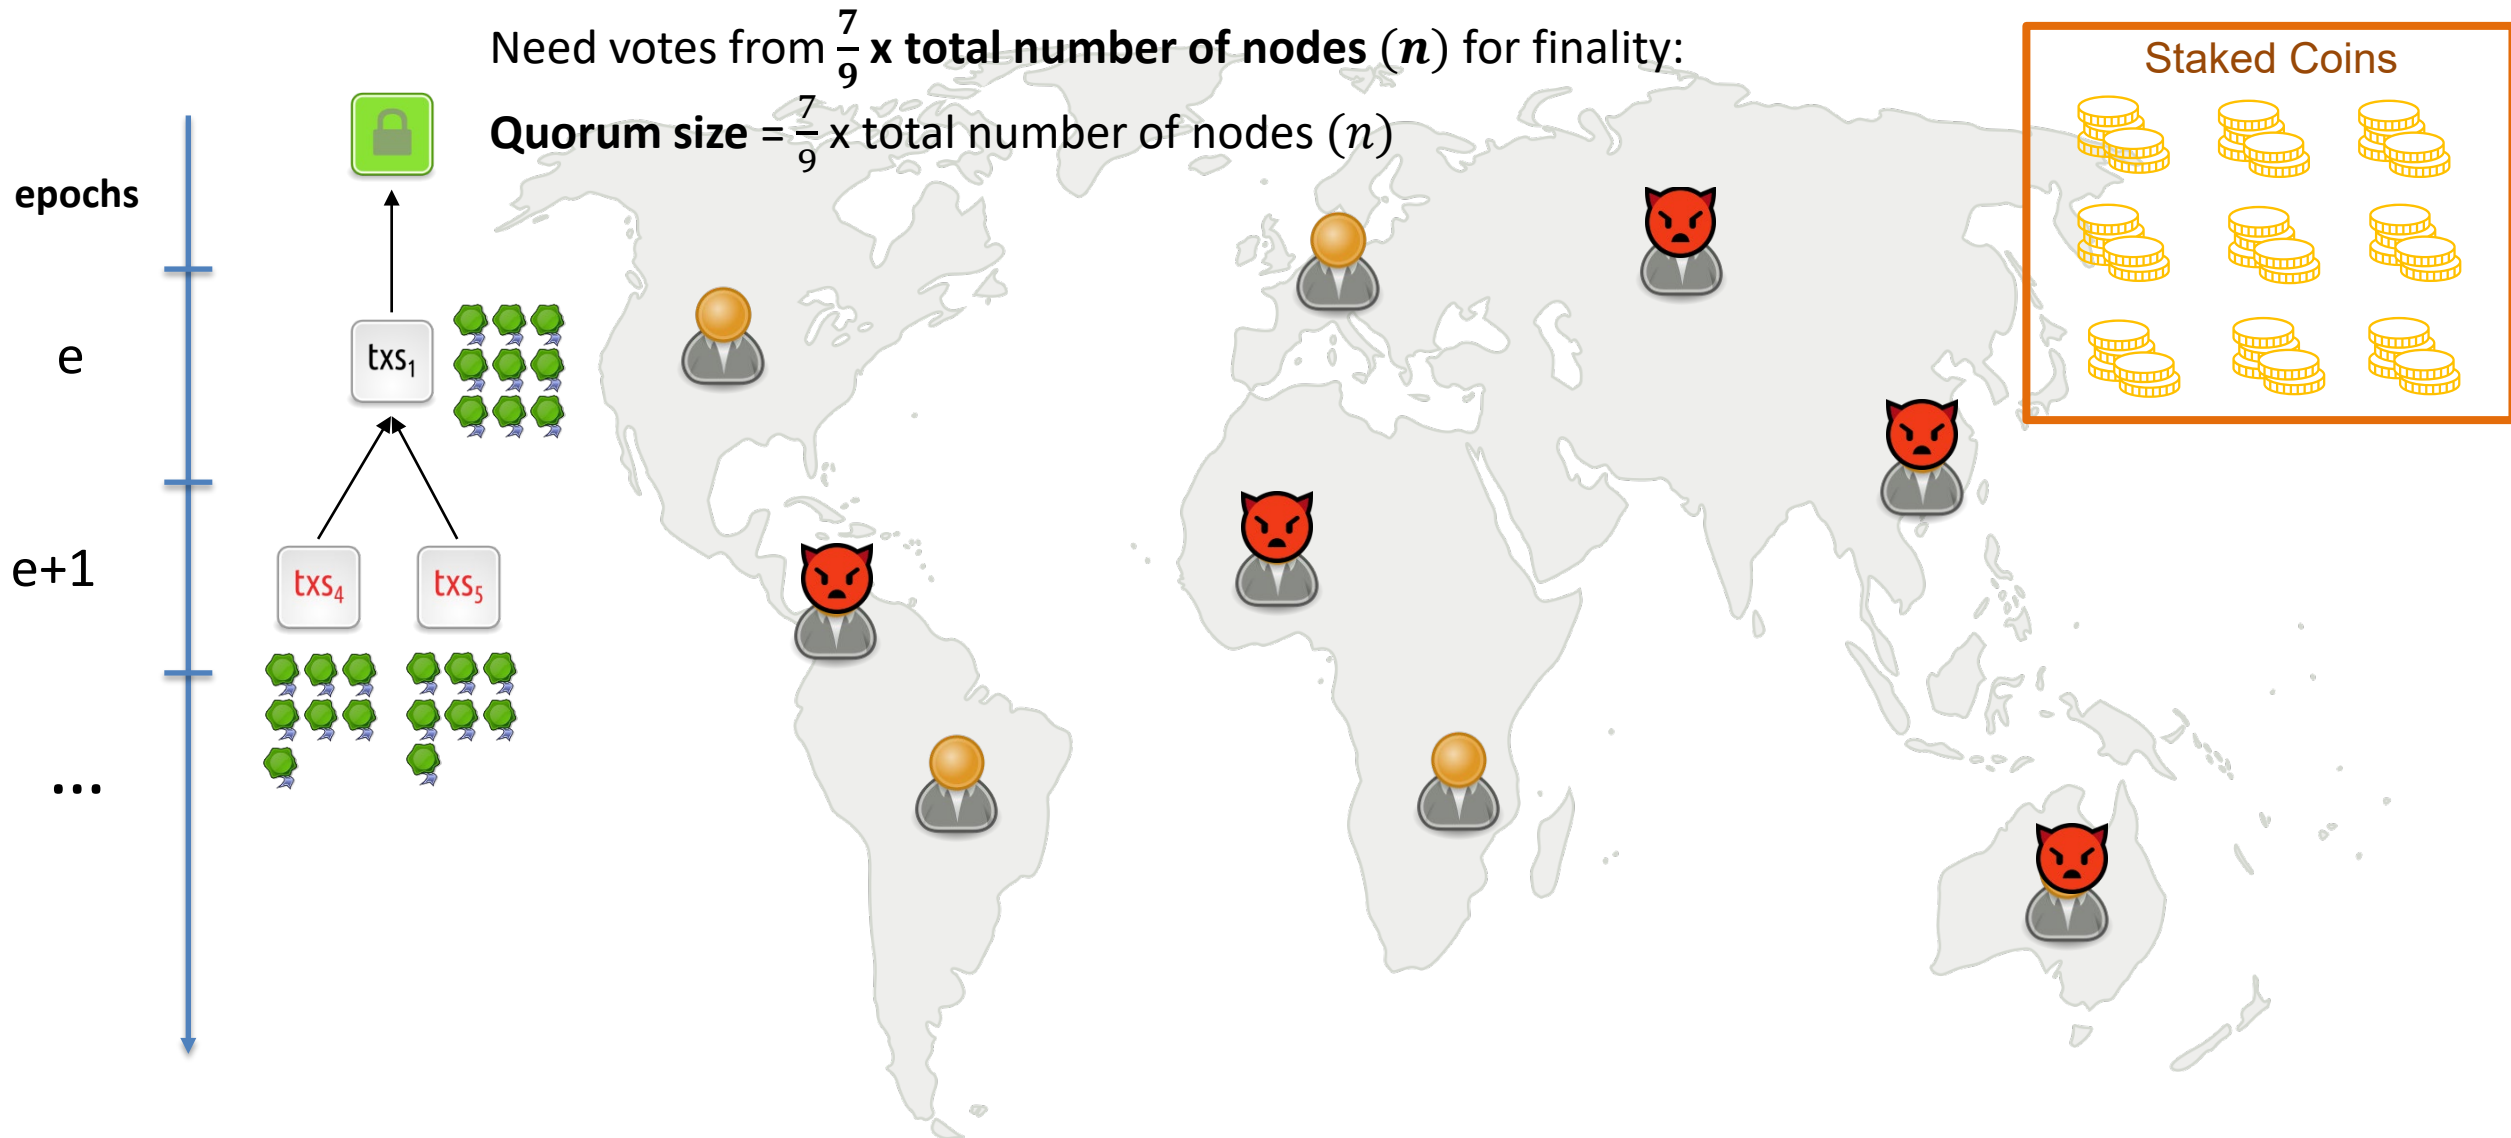 Need votes from 7/9 x total number of nodes (n) for finality:
Quorum size = 7/9 x total number of nodes (n)
Staked Coins
epochs
e
txs₁
e+1
txs₄
txs₅
...